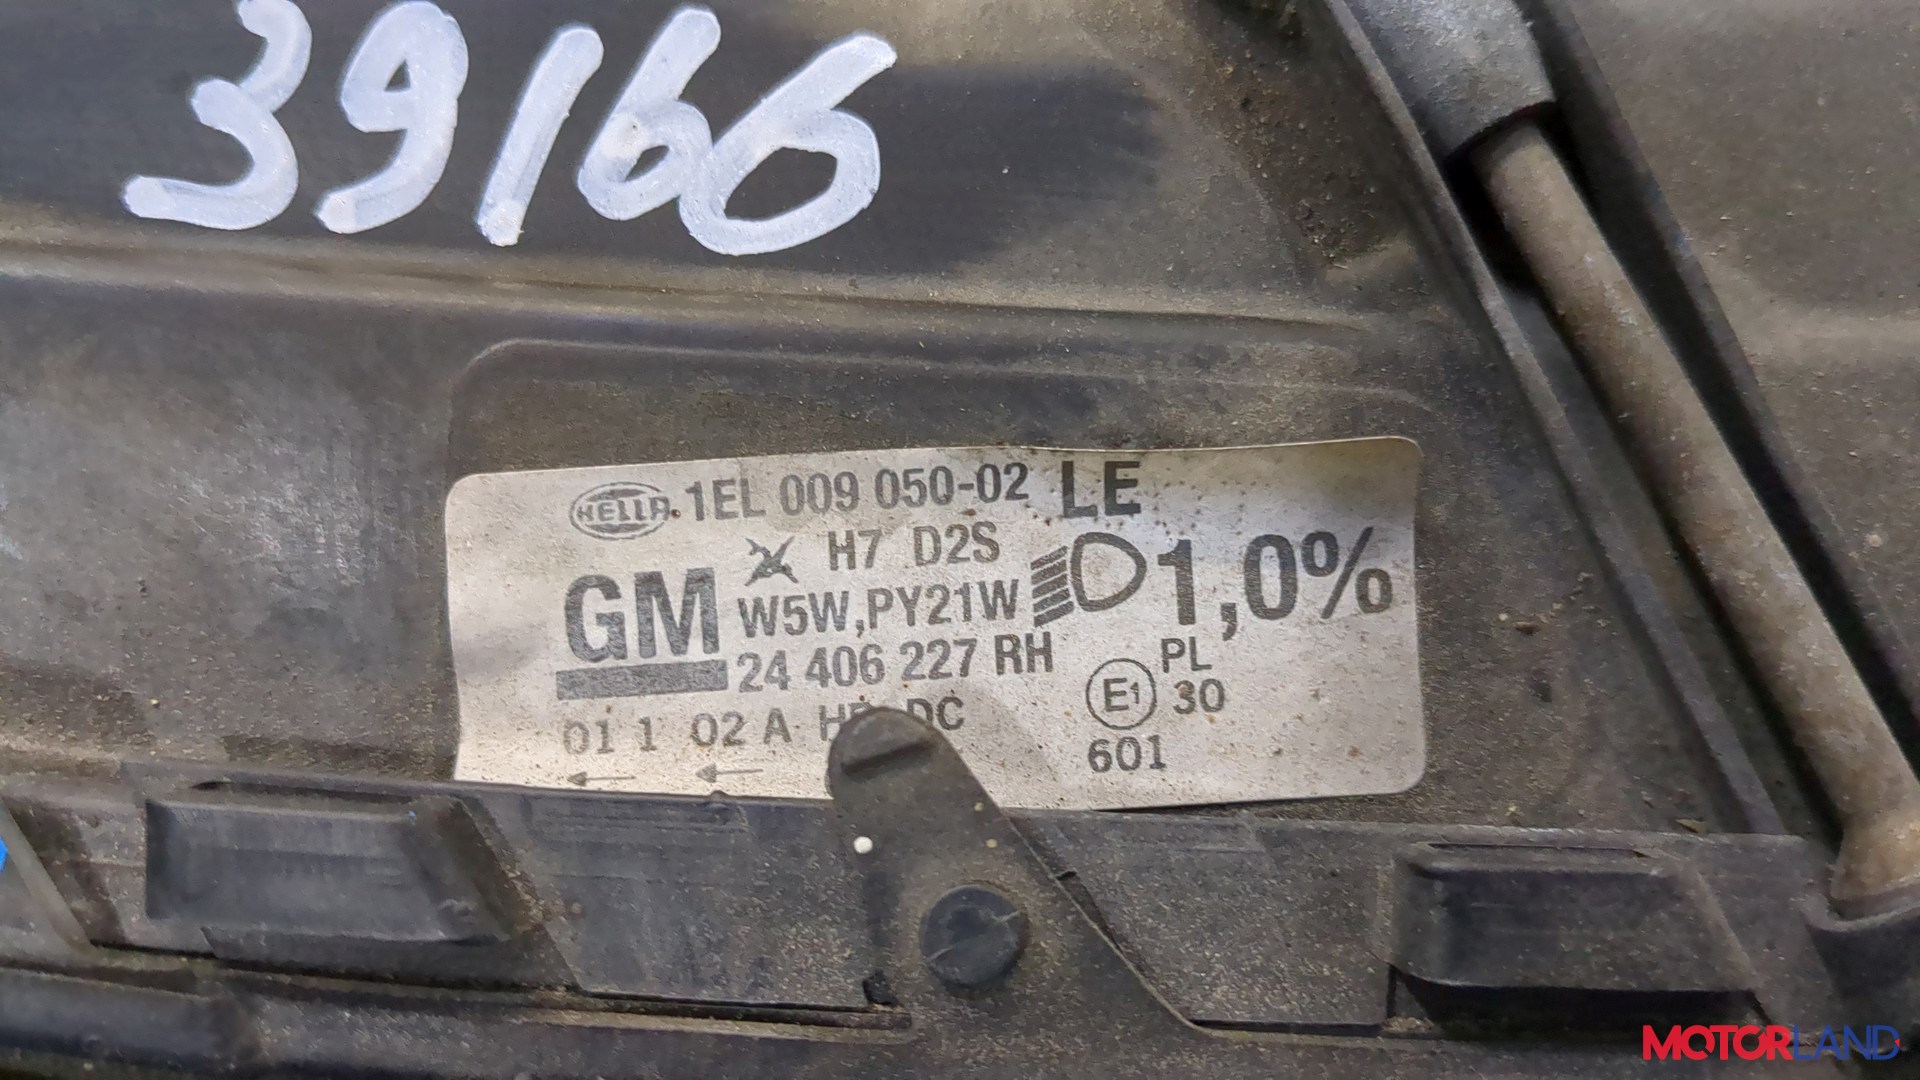 39166
HELLA 1EL 009 050-02 LE
H7 D2S
GM W5W,PY21W 1,0%
24 406 227 RH
PL
E1 30
01 1 02 A DC
601
MOTORLAND